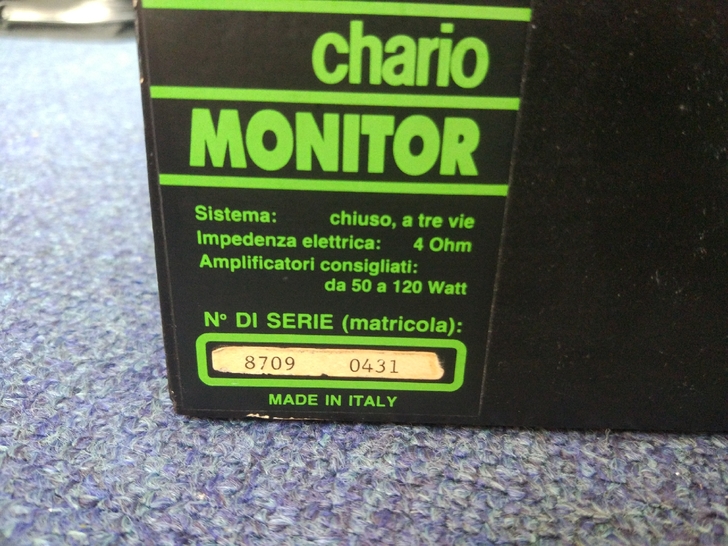 chario
MONITOR
Sistema: chiuso, a tre vie
Impedenza elettrica: 4 Ohm
Amplificatori consigliati:
da 50 a 120 Watt
N° DI SERIE (matricola):
8709 0431
MADE IN ITALY